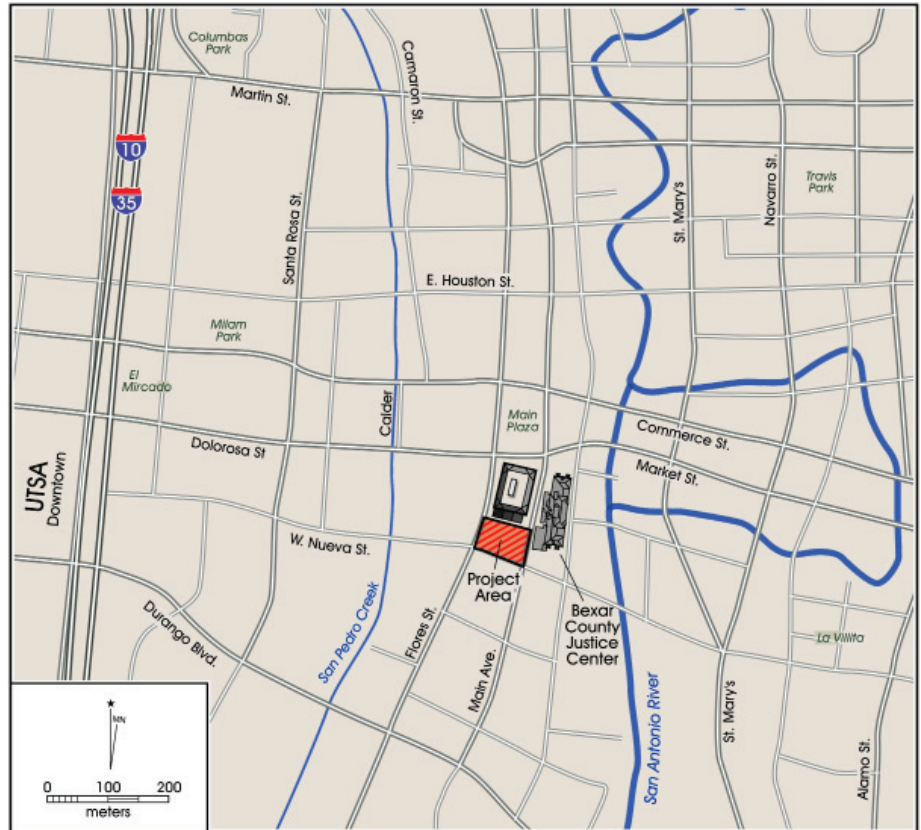 Columbas
Park
Camaron St.
Martin St.
10
35
Santa Rosa St.
St. Mary's
Navarro St.
Travis
Park
E. Houston St.
Milam
Park
El
Mircado
Calder
Main
Plaza
Commerce St.
Dolorosa St
Market St.
UTSA
Downtown
W. Nueva St.
Project
Area
Bexar
County
Justice
Center
Durango Blvd.
San Pedro Creek
Flores St.
Main Ave.
La Villita
San Antonio River
St. Mary's
Alamo St.
MN
0 100 200
meters